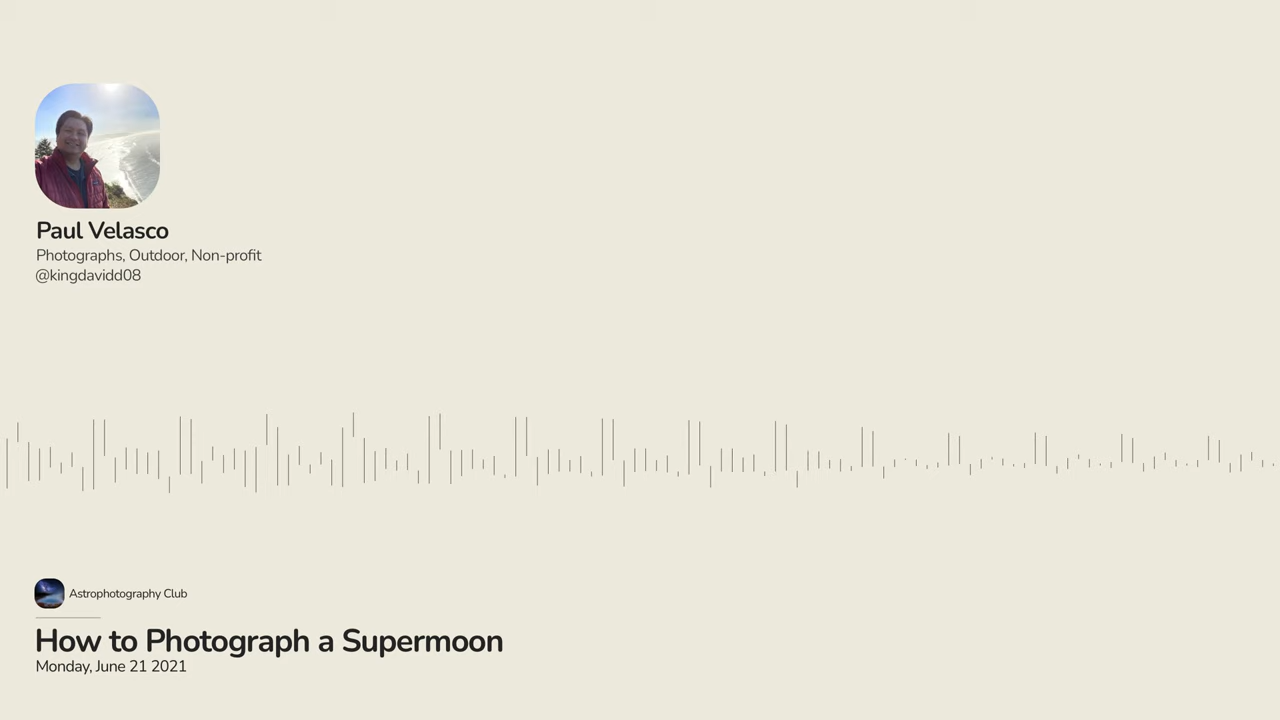 Paul Velasco
Photographs, Outdoor, Non-profit
@kingdavidd08
Astrophotography Club
How to Photograph a Supermoon
Monday, June 21 2021